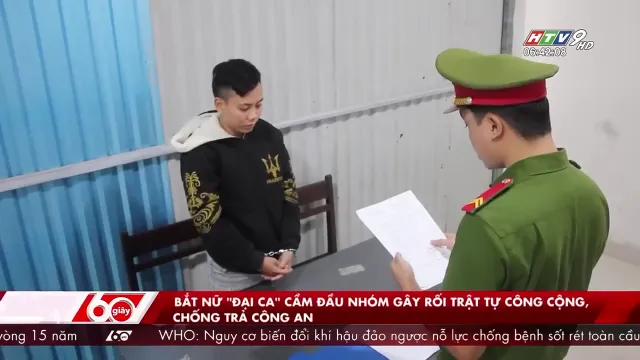 HTV9 HD
06:42:08
60 giây
BẮT NỮ "ĐẠI CA" CẦM ĐẦU NHÓM GÂY RỐI TRẬT TỰ CÔNG CỘNG,
CHỐNG TRẢ CÔNG AN
vòng 15 năm
WHO: Nguy cơ biến đổi khí hậu đảo ngược nỗ lực chống bệnh sốt rét toàn cầu